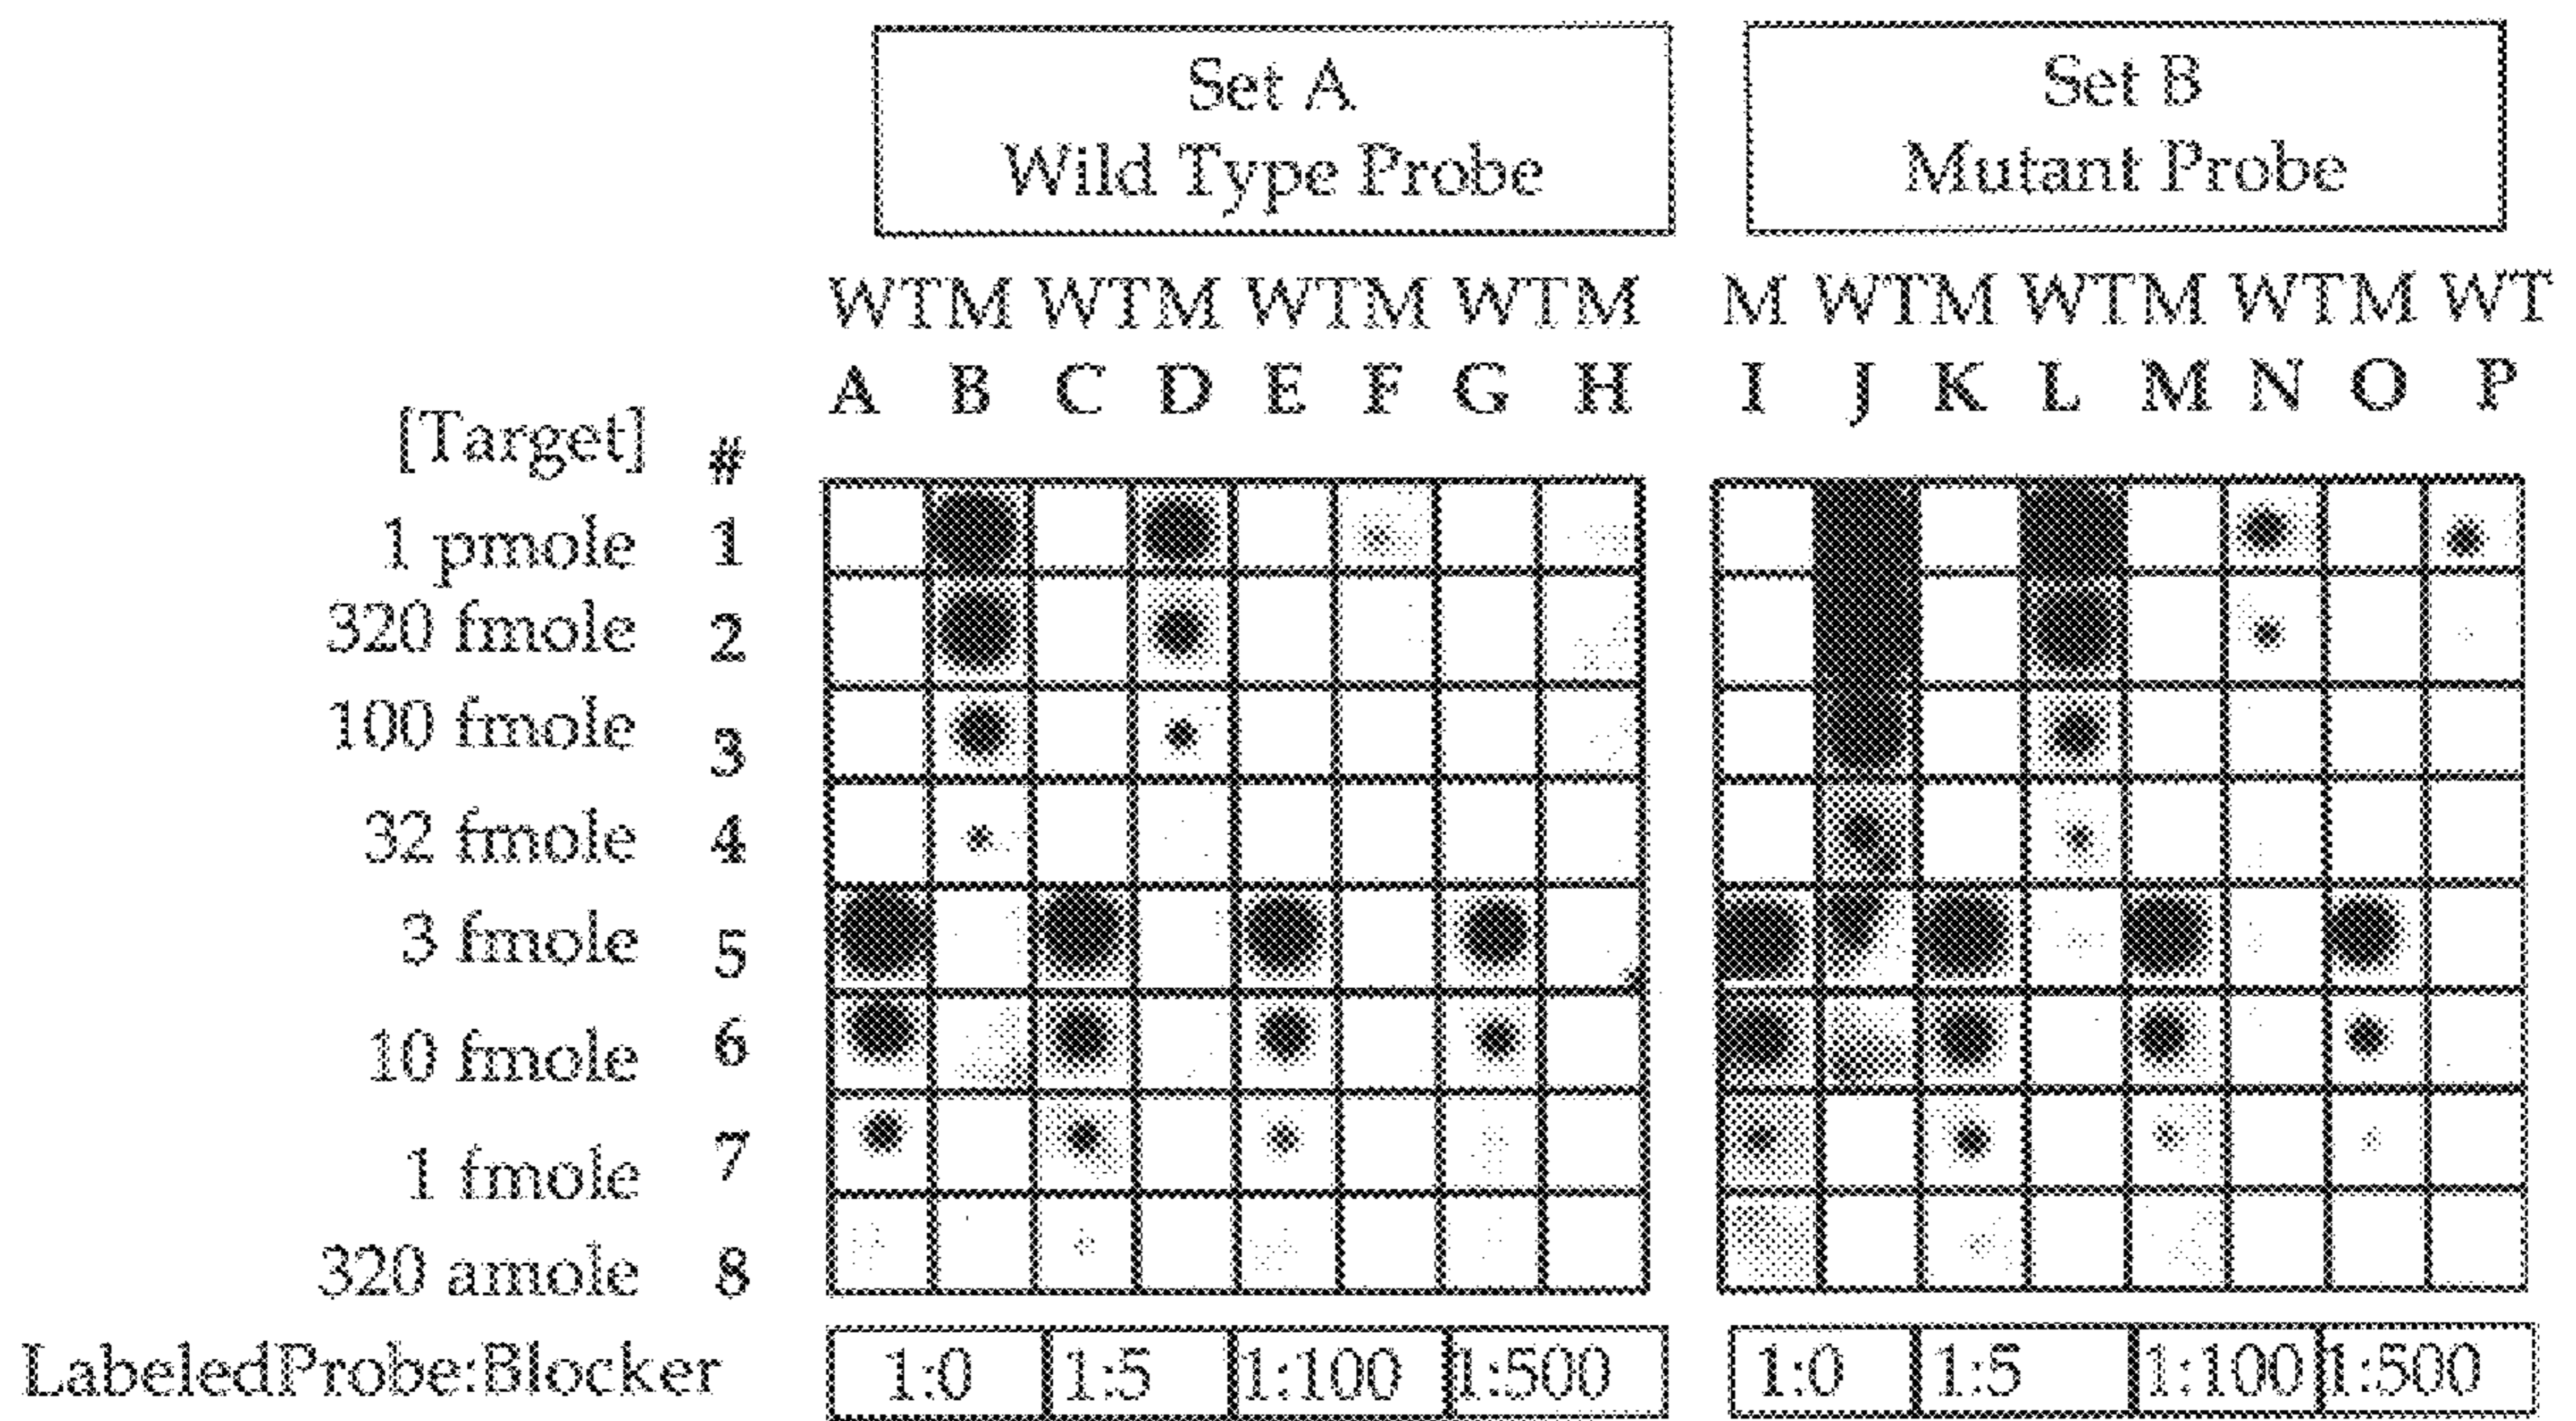 Set A
Wild Type Probe
Set B
Mutant Probe
WTM WTM WTM WTM M WTM WTM WTM WT
A B C D E F G H I J K L M N O P
[Target] #
1 pmole 1
320 fmole 2
100 fmole 3
32 fmole 4
3 fmole 5
10 fmole 6
1 fmole 7
320 amole 8
LabeledProbe:Blocker 1:0 1:5 1:100 1:500 1:0 1:5 1:100 1:500